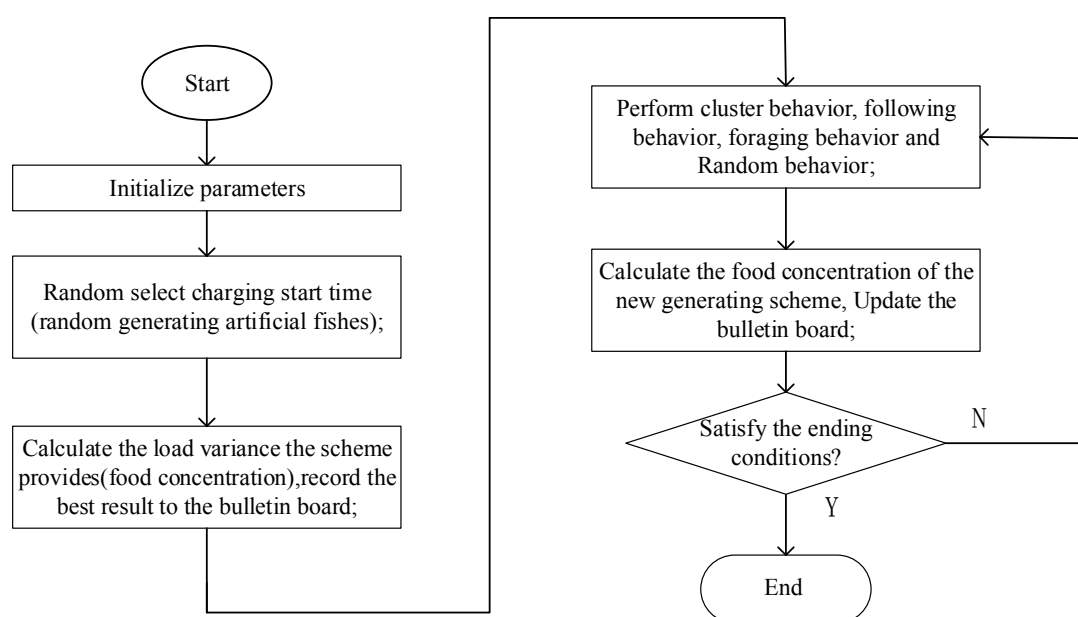 Start
Initialize parameters
Random select charging start time
(random generating artificial fishes);
Calculate the load variance the scheme
provides(food concentration),record the
best result to the bulletin board;
Perform cluster behavior, following
behavior, foraging behavior and
Random behavior;
Calculate the food concentration of the
new generating scheme, Update the
bulletin board;
Satisfy the ending
conditions?
N
Y
End